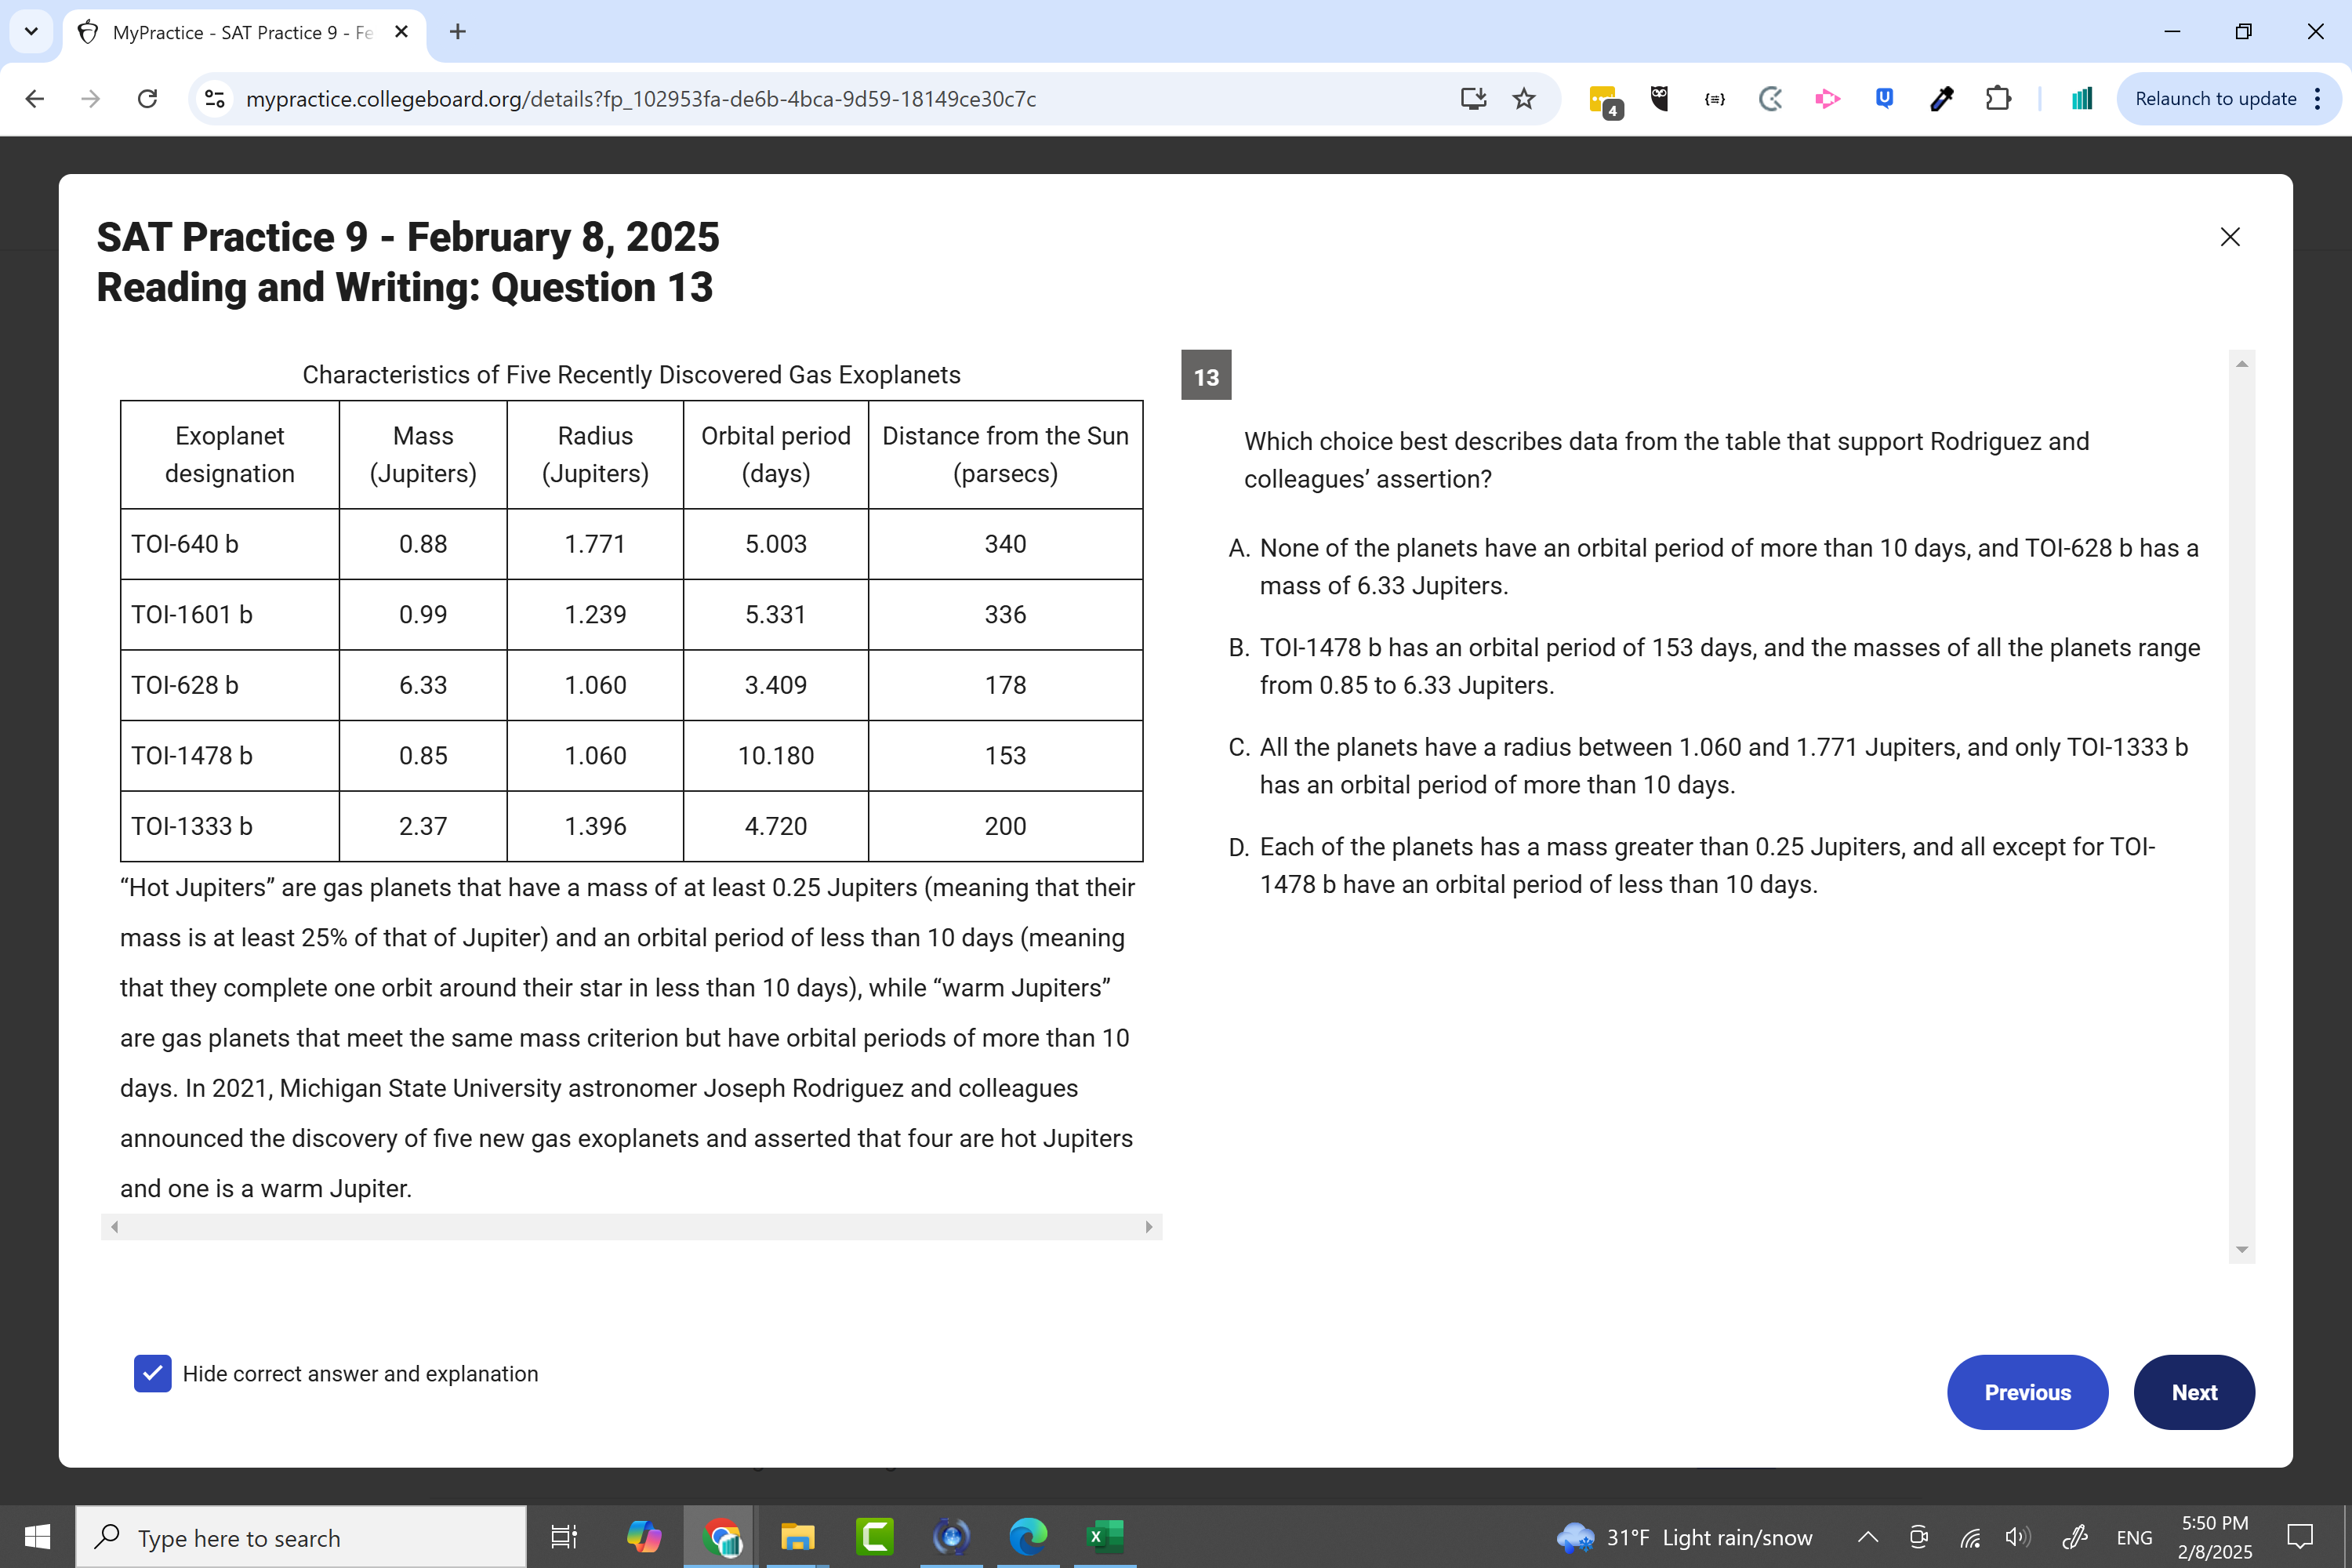 MyPractice - SAT Practice 9 - Fe
mypractice.collegeboard.org/details?fp_102953fa-de6b-4bca-9d59-18149ce30c7c
4
Relaunch to update
SAT Practice 9 - February 8, 2025
Reading and Writing: Question 13
Characteristics of Five Recently Discovered Gas Exoplanets
Exoplanet designation Mass (Jupiters) Radius (Jupiters) Orbital period (days) Distance from the Sun (parsecs)
TOI-640 b 0.88 1.771 5.003 340
TOI-1601 b 0.99 1.239 5.331 336
TOI-628 b 6.33 1.060 3.409 178
TOI-1478 b 0.85 1.060 10.180 153
TOI-1333 b 2.37 1.396 4.720 200
“Hot Jupiters” are gas planets that have a mass of at least 0.25 Jupiters (meaning that their
mass is at least 25% of that of Jupiter) and an orbital period of less than 10 days (meaning
that they complete one orbit around their star in less than 10 days), while “warm Jupiters”
are gas planets that meet the same mass criterion but have orbital periods of more than 10
days. In 2021, Michigan State University astronomer Joseph Rodriguez and colleagues
announced the discovery of five new gas exoplanets and asserted that four are hot Jupiters
and one is a warm Jupiter.
13
Which choice best describes data from the table that support Rodriguez and
colleagues’ assertion?
A. None of the planets have an orbital period of more than 10 days, and TOI-628 b has a
mass of 6.33 Jupiters.
B. TOI-1478 b has an orbital period of 153 days, and the masses of all the planets range
from 0.85 to 6.33 Jupiters.
C. All the planets have a radius between 1.060 and 1.771 Jupiters, and only TOI-1333 b
has an orbital period of more than 10 days.
D. Each of the planets has a mass greater than 0.25 Jupiters, and all except for TOI-
1478 b have an orbital period of less than 10 days.
Hide correct answer and explanation
Previous
Next
Type here to search
31°F Light rain/snow
ENG
5:50 PM
2/8/2025